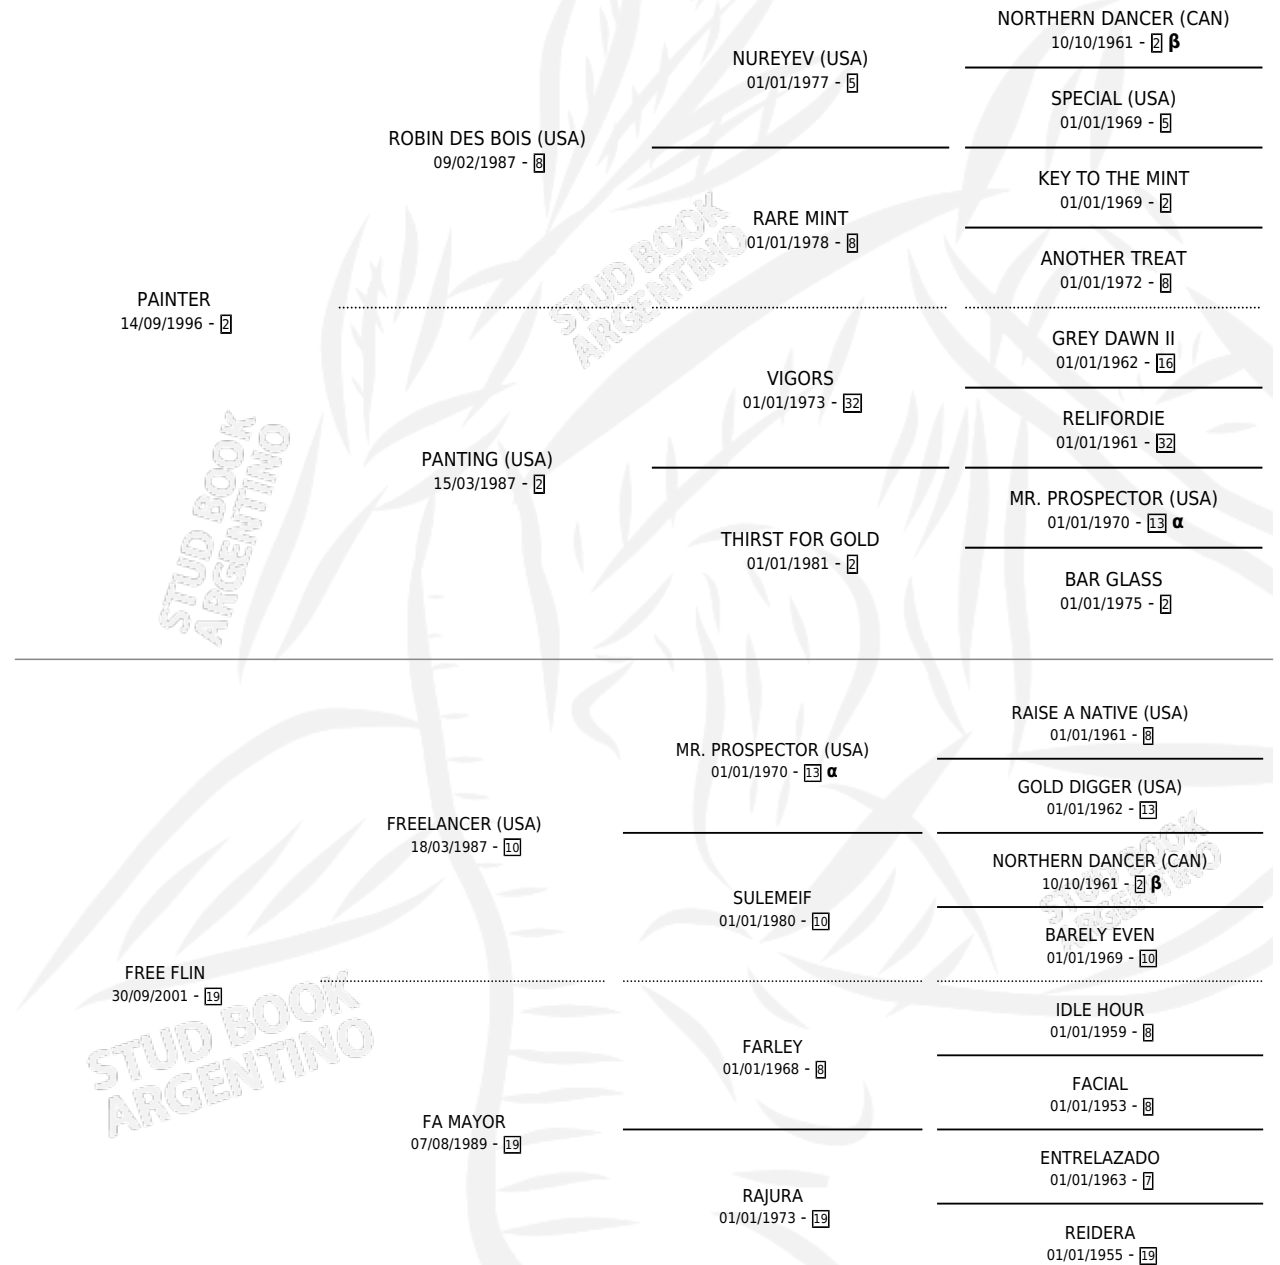 NORTHERN DANCER (CAN)
10/10/1961 - 2 β
NUREYEV (USA)
01/01/1977 - 5
SPECIAL (USA)
01/01/1969 - 5
ROBIN DES BOIS (USA)
09/02/1987 - 8
KEY TO THE MINT
01/01/1969 - 2
RARE MINT
01/01/1978 - 8
ANOTHER TREAT
01/01/1972 - 8
PAINTER
14/09/1996 - 2
GREY DAWN II
01/01/1962 - 16
VIGORS
01/01/1973 - 32
RELIFORDIE
01/01/1961 - 32
PANTING (USA)
15/03/1987 - 2
MR. PROSPECTOR (USA)
01/01/1970 - 13 α
THIRST FOR GOLD
01/01/1981 - 2
BAR GLASS
01/01/1975 - 2
RAISE A NATIVE (USA)
01/01/1961 - 8
MR. PROSPECTOR (USA)
01/01/1970 - 13 α
GOLD DIGGER (USA)
01/01/1962 - 13
FREELANCER (USA)
18/03/1987 - 10
NORTHERN DANCER (CAN)
10/10/1961 - 2 β
SULEMEIF
01/01/1980 - 10
BARELY EVEN
01/01/1969 - 10
FREE FLIN
30/09/2001 - 19
IDLE HOUR
01/01/1959 - 8
FARLEY
01/01/1968 - 8
FACIAL
01/01/1953 - 8
FA MAYOR
07/08/1989 - 19
ENTRELAZADO
01/01/1963 - 7
RAJURA
01/01/1973 - 19
REIDERA
01/01/1955 - 19
STUD BOOK
ARGENTINO
STUD BOOK
ARGENTINO
STUD BOOK
ARGENTINO
STUD BOOK
ARGENTINO